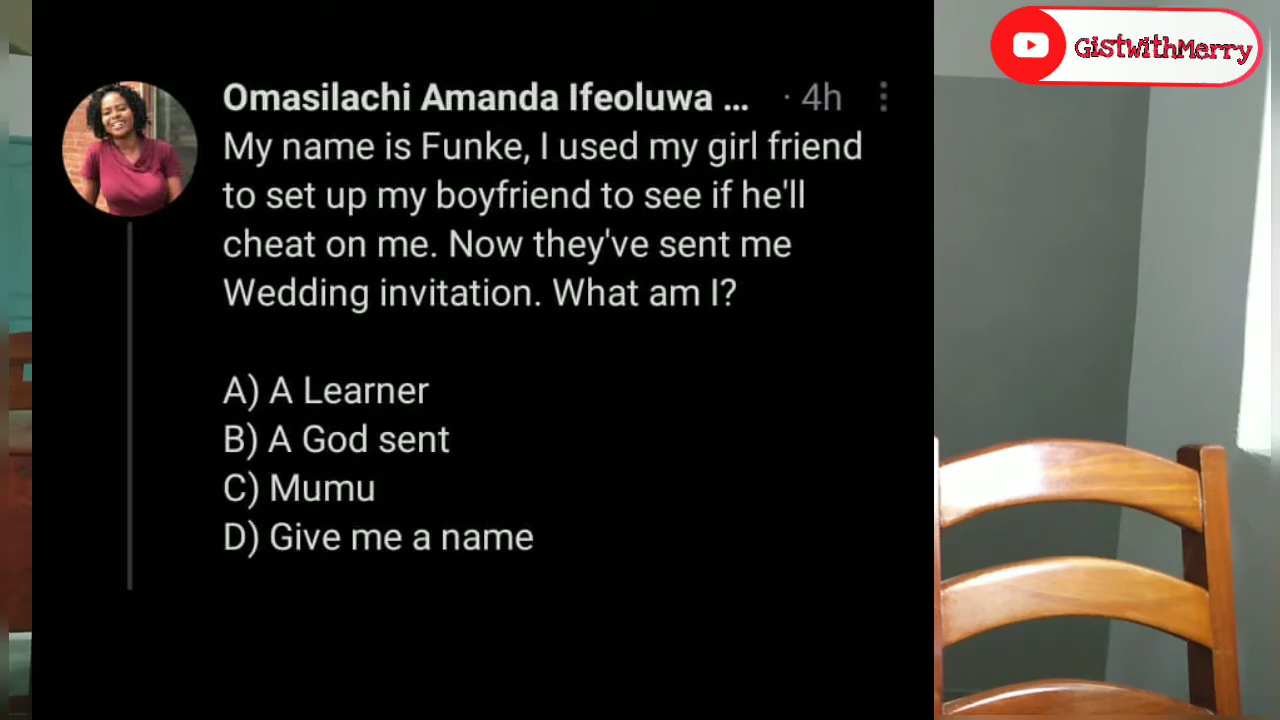 GistWithMerry
Omasilachi Amanda Ifeoluwa ... · 4h
My name is Funke, I used my girl friend
to set up my boyfriend to see if he'll
cheat on me. Now they've sent me
Wedding invitation. What am I?
A) A Learner
B) A God sent
C) Mumu
D) Give me a name